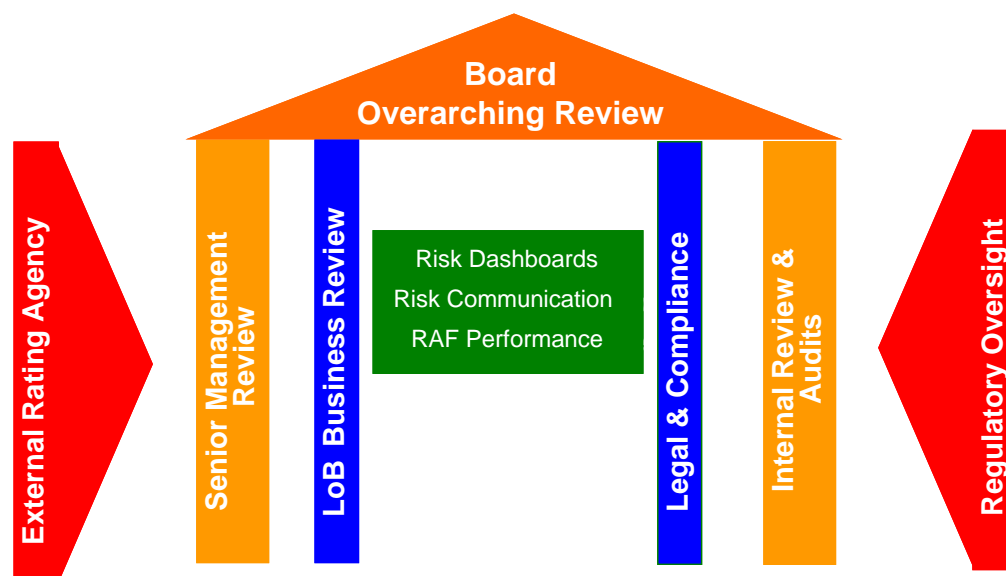 Board
Overarching Review
External Rating Agency
Senior Management
Review
LoB Business Review
Risk Dashboards
Risk Communication
RAF Performance
Legal & Compliance
Internal Review &
Audits
Regulatory Oversight